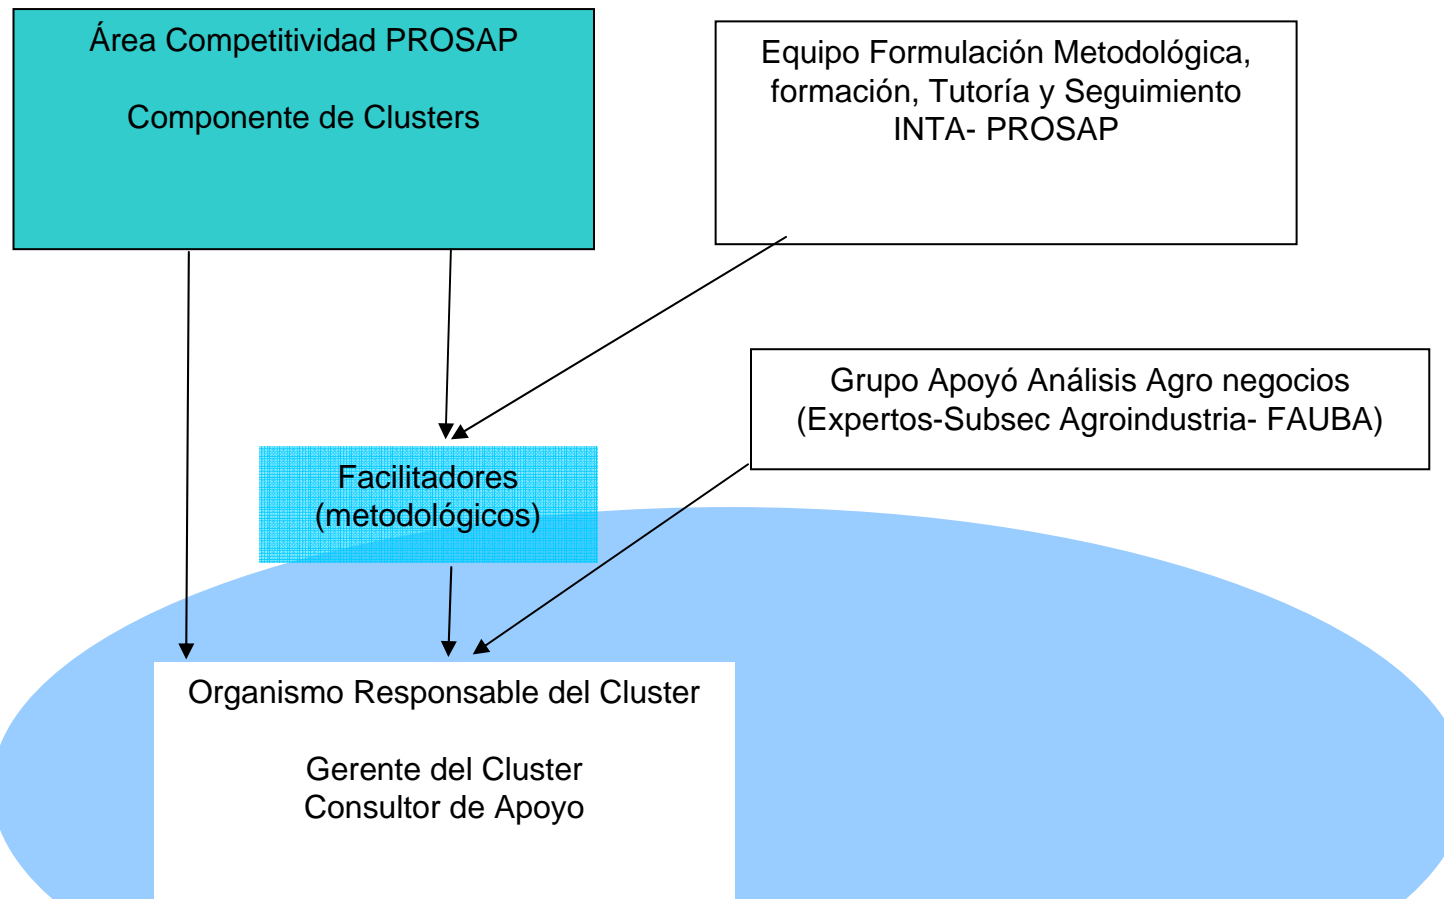 Área Competitividad PROSAP
Componente de Clusters
Equipo Formulación Metodológica,
formación, Tutoría y Seguimiento
INTA- PROSAP
Grupo Apoyó Análisis Agro negocios
(Expertos-Subsec Agroindustria- FAUBA)
Facilitadores
(metodológicos)
Organismo Responsable del Cluster
Gerente del Cluster
Consultor de Apoyo